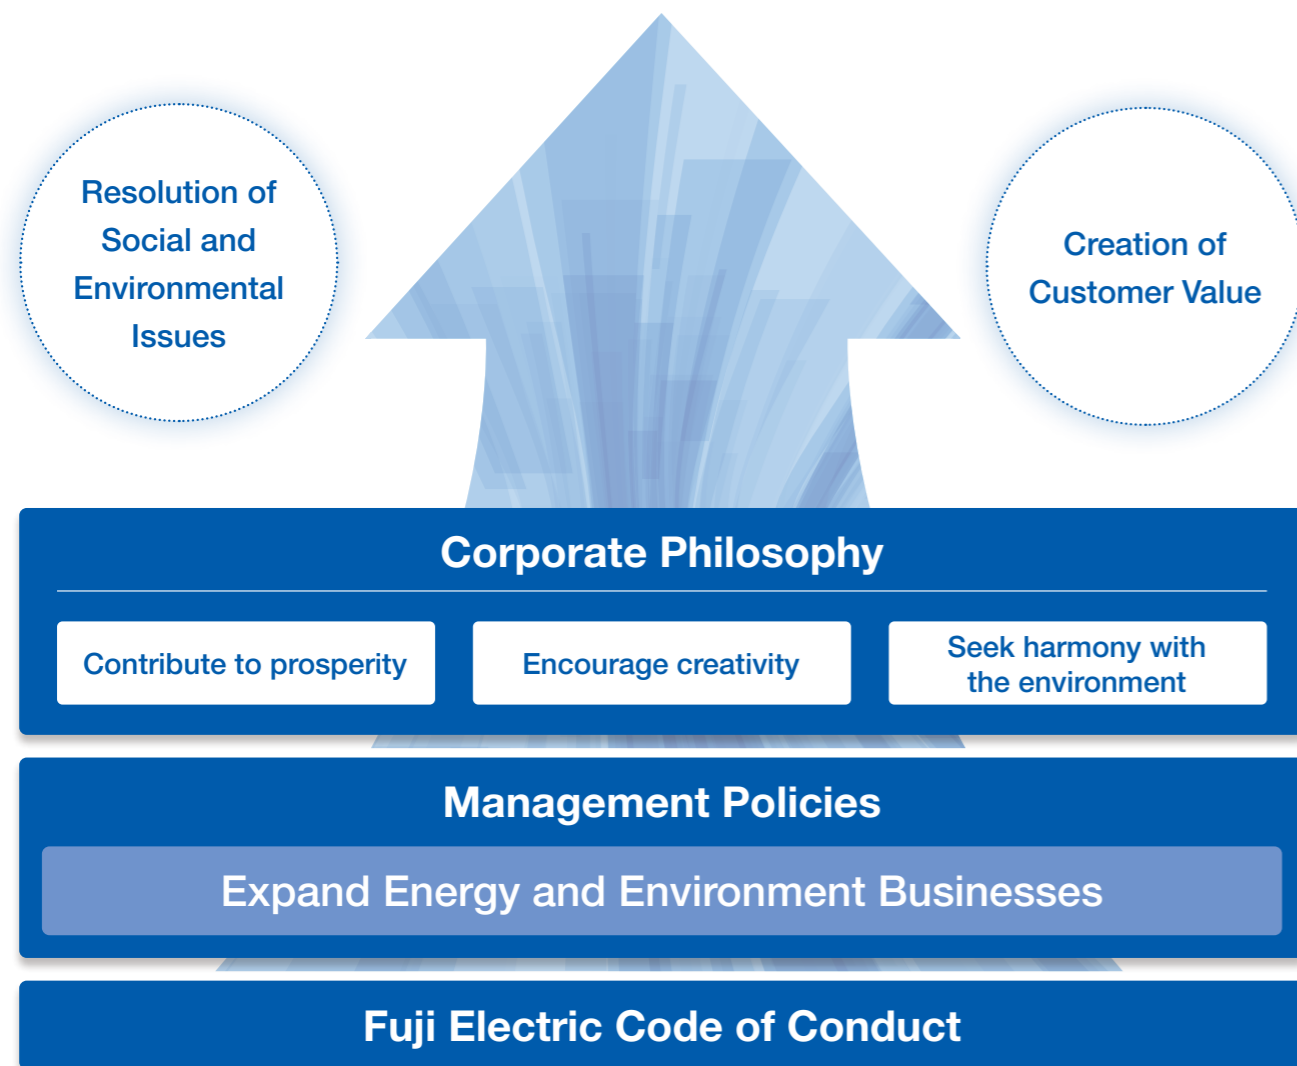 Resolution of
Social and
Environmental
Issues
Creation of
Customer Value
Corporate Philosophy
Contribute to prosperity
Encourage creativity
Seek harmony with
the environment
Management Policies
Expand Energy and Environment Businesses
Fuji Electric Code of Conduct